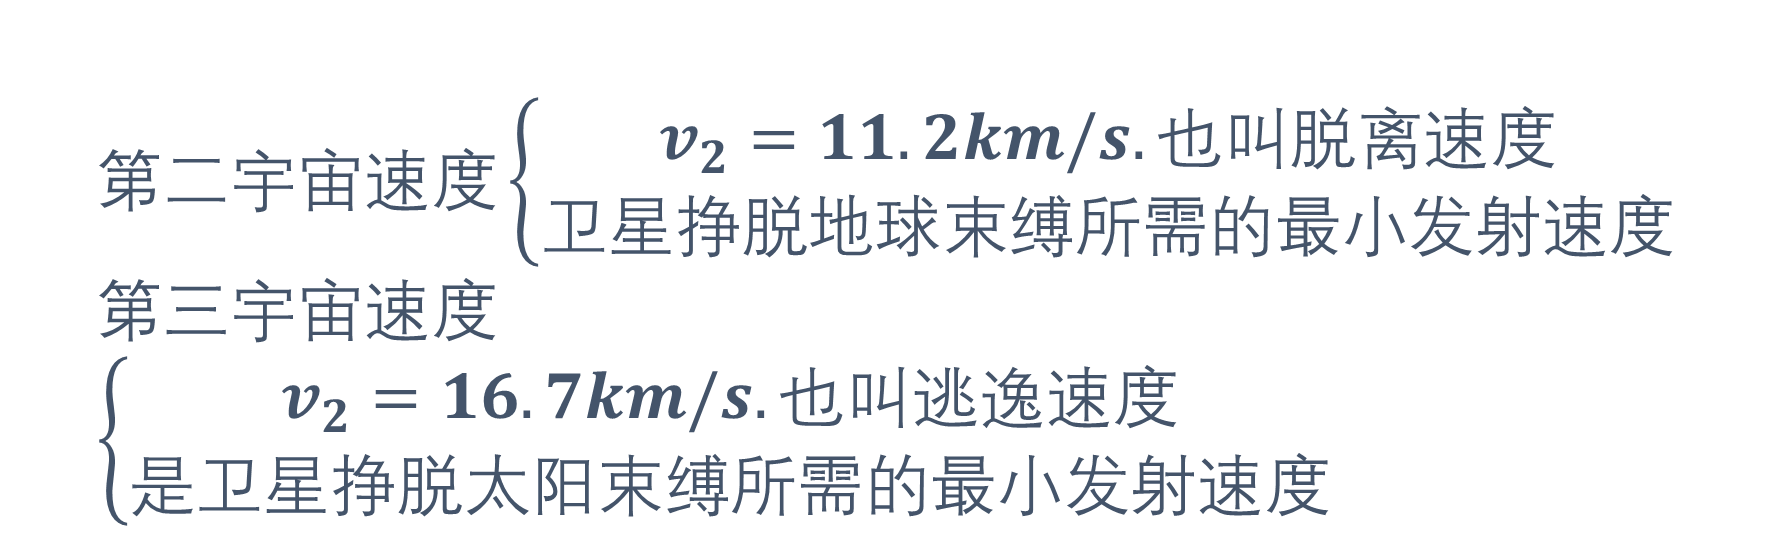 第二宇宙速度 { v₂ = 11.2km/s.也叫脱离速度
卫星挣脱地球束缚所需的最小发射速度
第三宇宙速度
{ v₂ = 16.7km/s.也叫逃逸速度
是卫星挣脱太阳束缚所需的最小发射速度